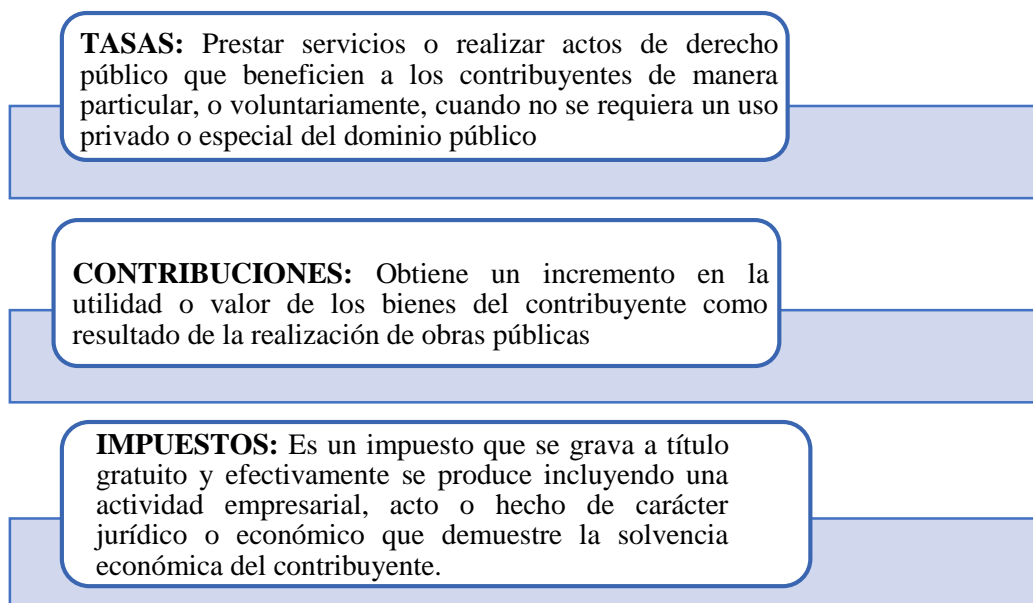 TASAS: Prestar servicios o realizar actos de derecho
público que beneficien a los contribuyentes de manera
particular, o voluntariamente, cuando no se requiera un uso
privado o especial del dominio público
CONTRIBUCIONES: Obtiene un incremento en la
utilidad o valor de los bienes del contribuyente como
resultado de la realización de obras públicas
IMPUESTOS: Es un impuesto que se grava a título
gratuito y efectivamente se produce incluyendo una
actividad empresarial, acto o hecho de carácter
jurídico o económico que demuestre la solvencia
económica del contribuyente.